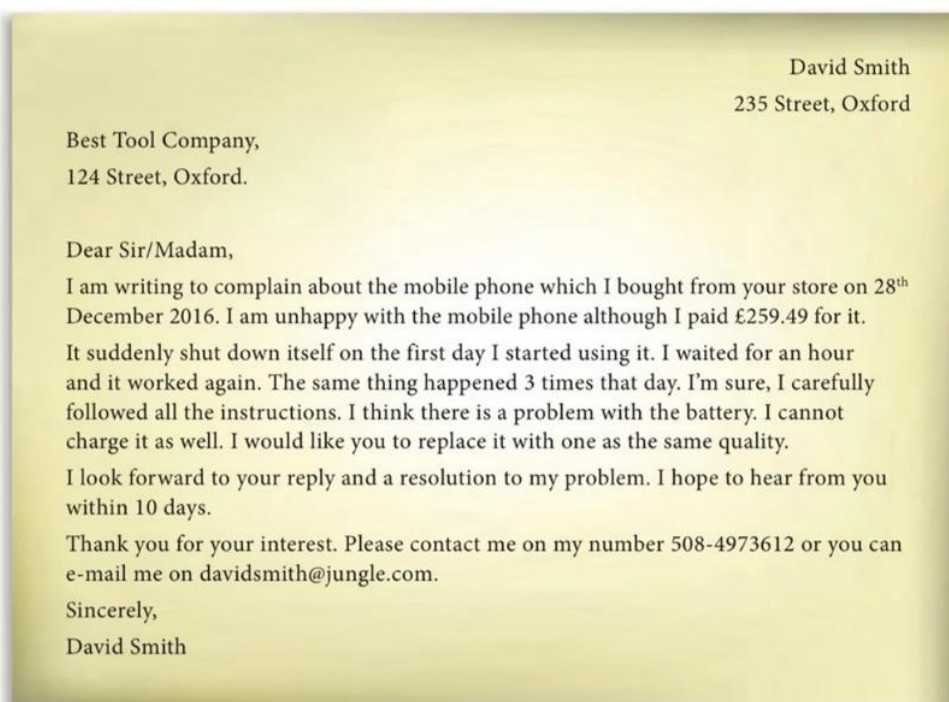 David Smith
235 Street, Oxford
Best Tool Company,
124 Street, Oxford.
Dear Sir/Madam,
I am writing to complain about the mobile phone which I bought from your store on 28th
December 2016. I am unhappy with the mobile phone although I paid £259.49 for it.
It suddenly shut down itself on the first day I started using it. I waited for an hour
and it worked again. The same thing happened 3 times that day. I'm sure, I carefully
followed all the instructions. I think there is a problem with the battery. I cannot
charge it as well. I would like you to replace it with one as the same quality.
I look forward to your reply and a resolution to my problem. I hope to hear from you
within 10 days.
Thank you for your interest. Please contact me on my number 508-4973612 or you can
e-mail me on davidsmith@jungle.com.
Sincerely,
David Smith